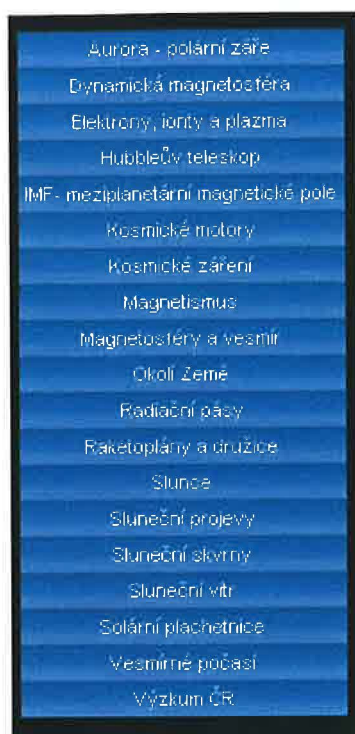 Aurora - polární záře
Dynamická magnetosféra
Elektrony, ionty a plazma
Hubbleův teleskop
IMF- meziplanetární magnetické pole
Kosmické motory
Kosmické záření
Magnetismus
Magnetosféry a vesmír
Okolí Země
Radiační pásy
Raketoplány a družice
Slunce
Sluneční projevy
Sluneční skvrny
Sluneční vítr
Solární plachetnice
Vesmírné počasí
Výzkum ČR